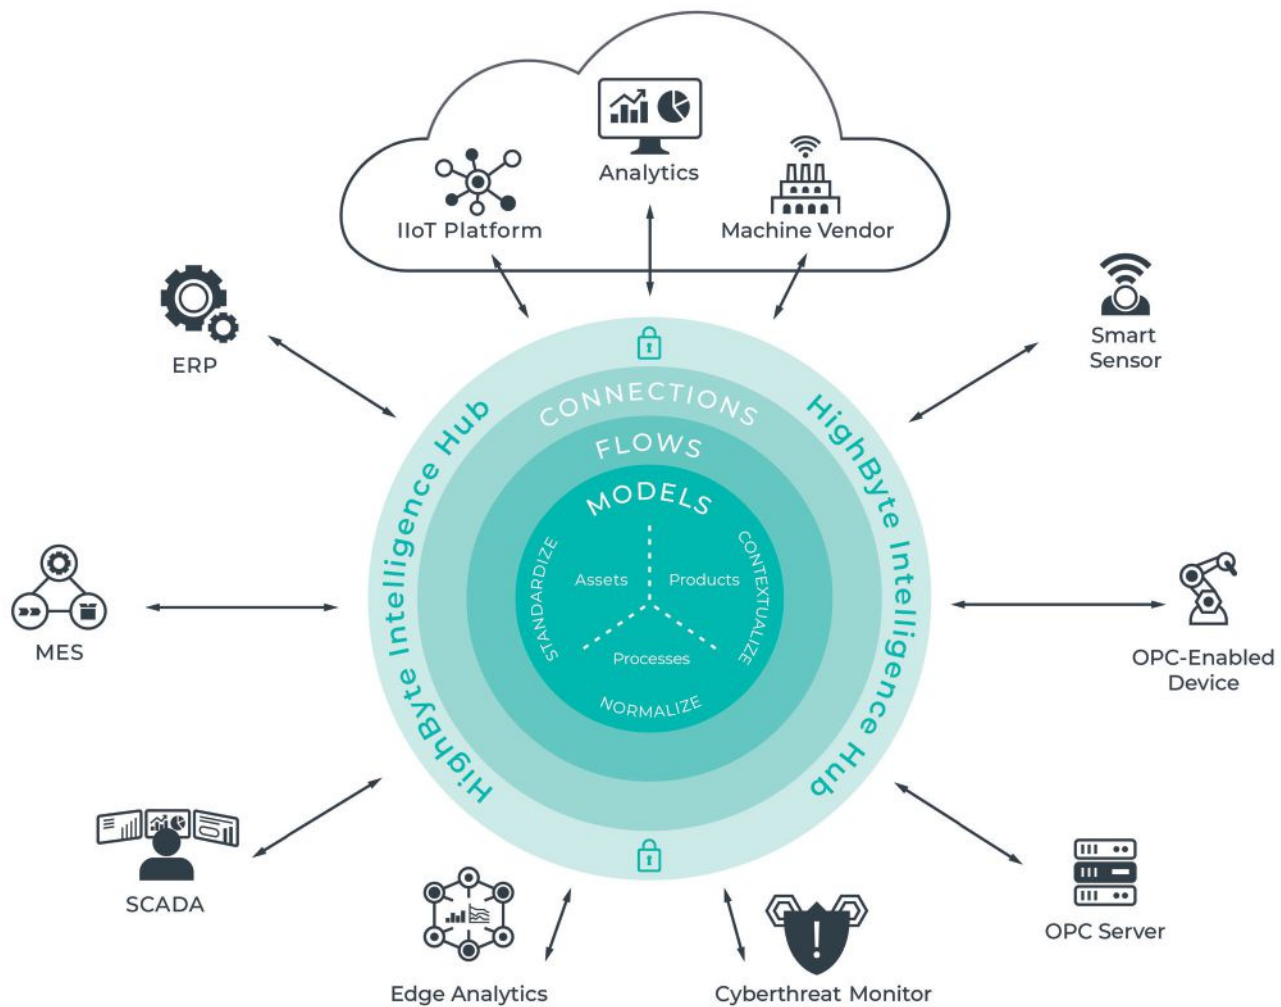 Analytics
IIoT Platform
Machine Vendor
ERP
Smart
Sensor
CONNECTIONS
FLOWS
MODELS
HighByte Intelligence Hub
HighByte Intelligence Hub
STANDARDIZE
CONTEXTUALIZE
Assets
Products
Processes
NORMALIZE
MES
OPC-Enabled
Device
SCADA
OPC Server
Edge Analytics
Cyberthreat Monitor